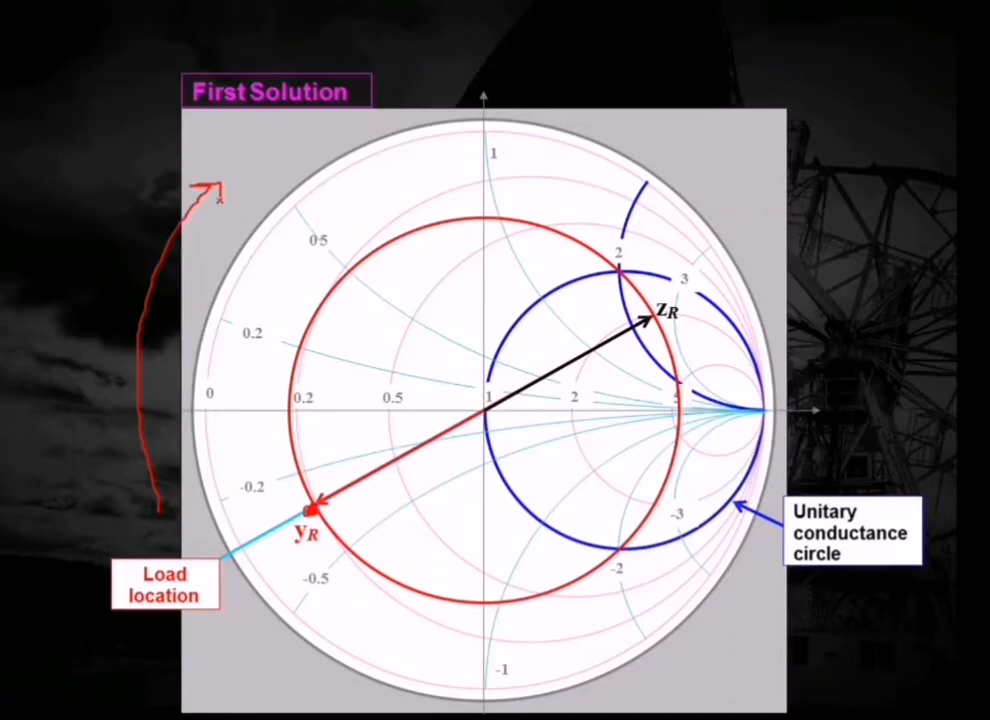 First Solution
1
0.5
2
3
z_R
0.2
0
0.2
0.5
1
2
-0.2
-3
Unitary
conductance
circle
y_R
Load
location
-0.5
-2
-1